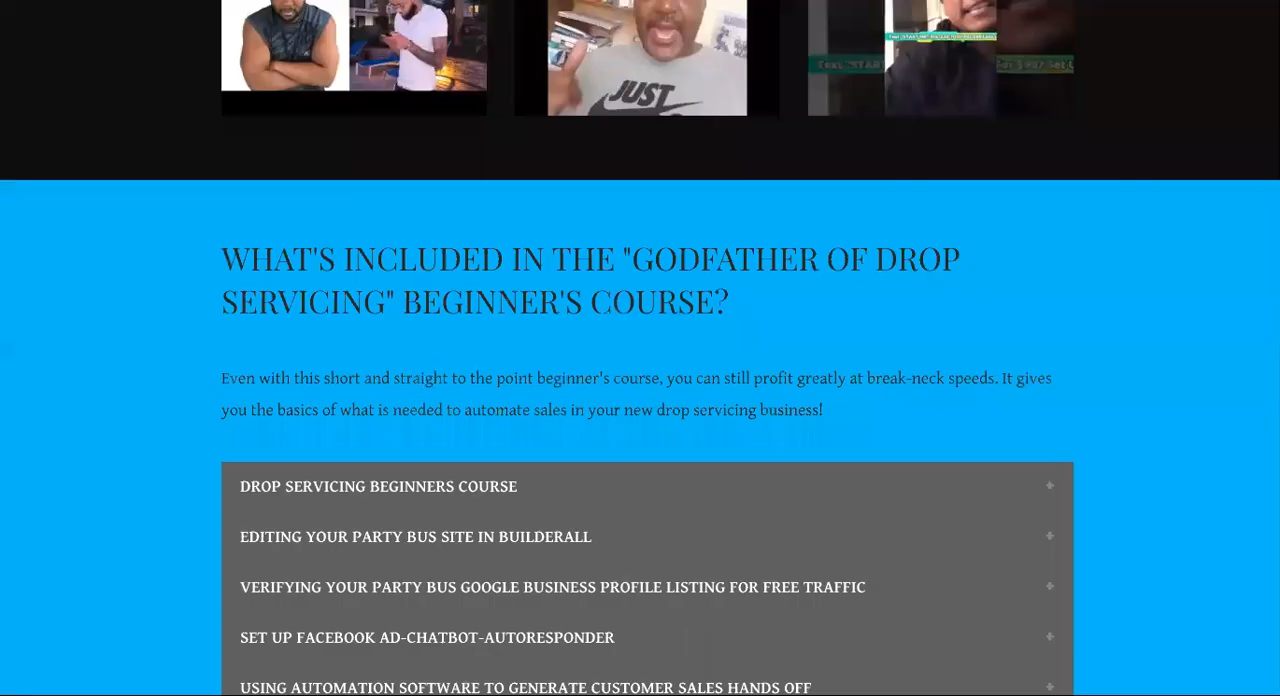 JUST
WHAT'S INCLUDED IN THE "GODFATHER OF DROP
SERVICING" BEGINNER'S COURSE?
Even with this short and straight to the point beginner's course, you can still profit greatly at break-neck speeds. It gives
you the basics of what is needed to automate sales in your new drop servicing business!
DROP SERVICING BEGINNERS COURSE
EDITING YOUR PARTY BUS SITE IN BUILDERALL
VERIFYING YOUR PARTY BUS GOOGLE BUSINESS PROFILE LISTING FOR FREE TRAFFIC
SET UP FACEBOOK AD-CHATBOT-AUTORESPONDER
USING AUTOMATION SOFTWARE TO GENERATE CUSTOMER SALES HANDS OFF